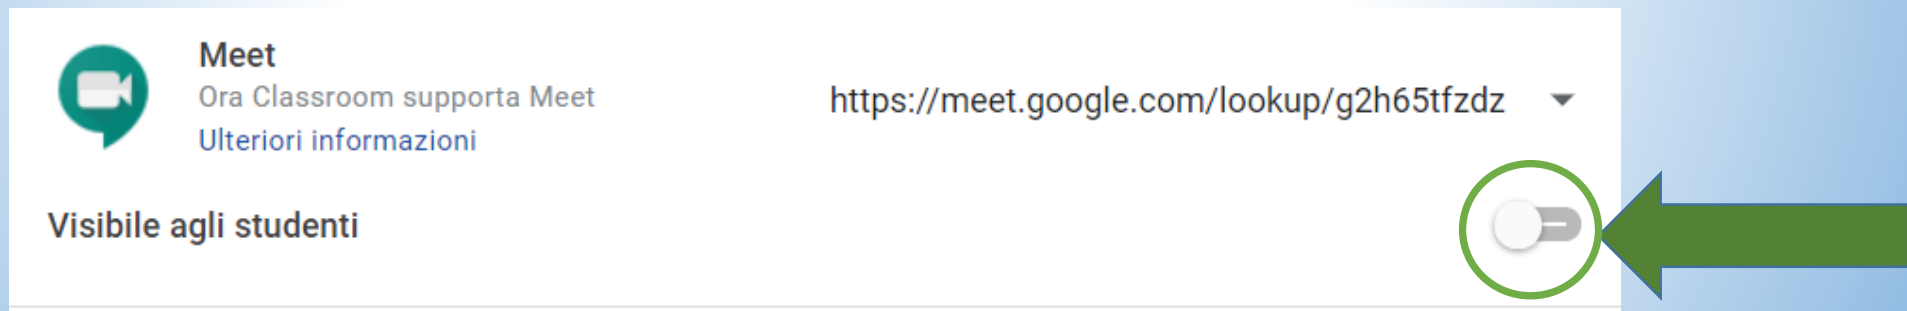 Meet
Ora Classroom supporta Meet
https://meet.google.com/lookup/g2h65tfzdz
Ulteriori informazioni
Visibile agli studenti